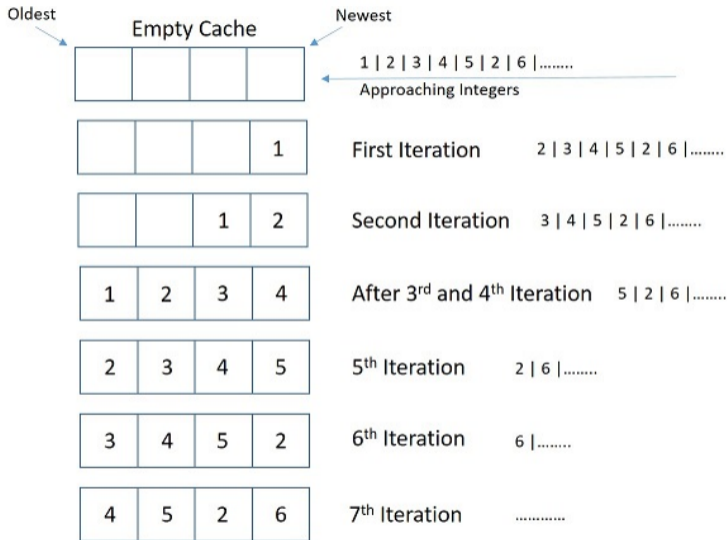 Oldest
Newest
Empty Cache
1 | 2 | 3 | 4 | 5 | 2 | 6 |........
Approaching Integers
1 First Iteration 2 | 3 | 4 | 5 | 2 | 6 |........
1 2 Second Iteration 3 | 4 | 5 | 2 | 6 |........
1 2 3 4 After 3rd and 4th Iteration 5 | 2 | 6 |........
2 3 4 5 5th Iteration 2 | 6 |........
3 4 5 2 6th Iteration 6 |........
4 5 2 6 7th Iteration ............